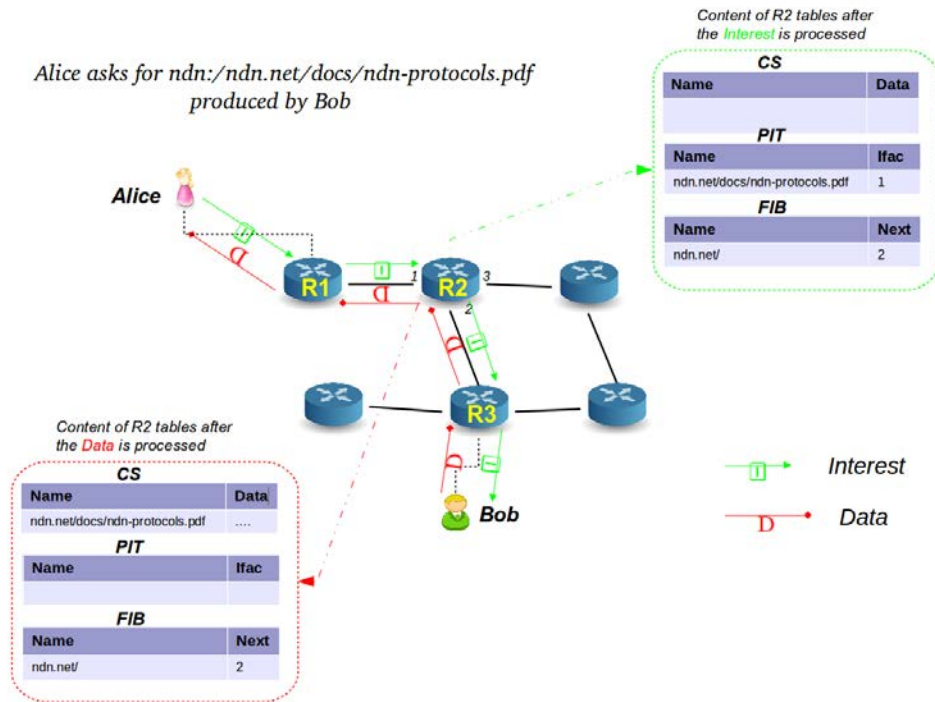 Content of R2 tables after
the Interest is processed
Alice asks for ndn:/ndn.net/docs/ndn-protocols.pdf
produced by Bob
CS
Name Data
PIT
Name Ifac
ndn.net/docs/ndn-protocols.pdf 1
FIB
Name Next
ndn.net/ 2
Alice
I
D
R1
I
D
1
R2
3
2
I
D
R3
I
D
Bob
Content of R2 tables after
the Data is processed
CS
Name Data
ndn.net/docs/ndn-protocols.pdf ....
PIT
Name Ifac
FIB
Name Next
ndn.net/ 2
I Interest
D Data